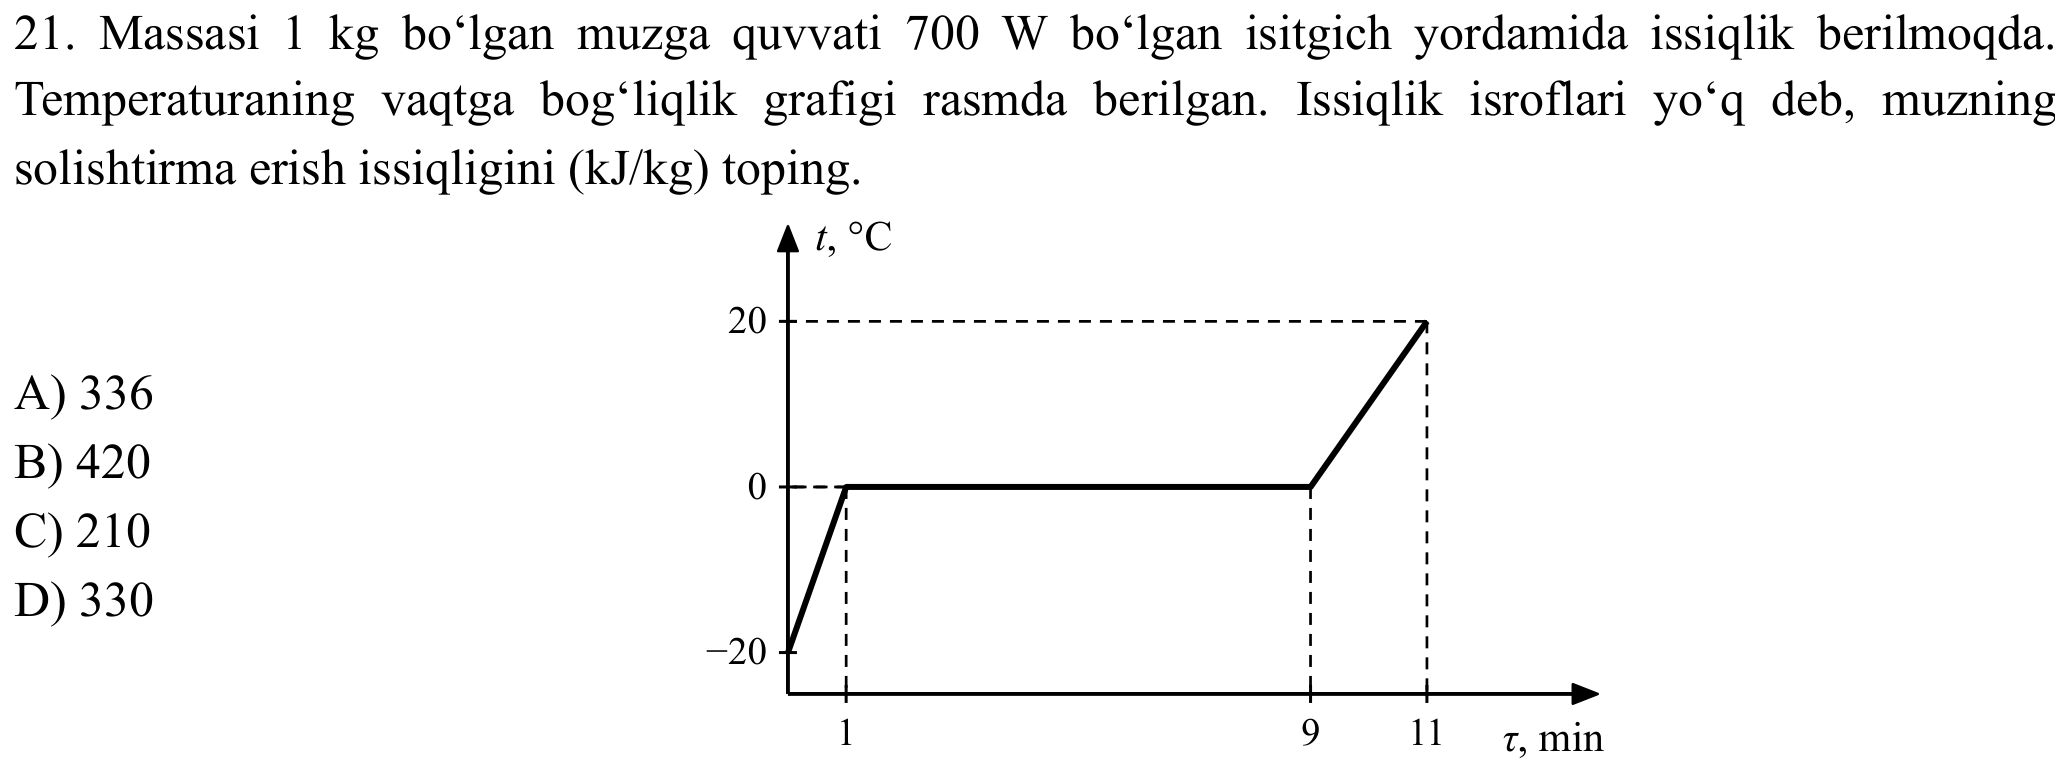 21. Massasi 1 kg bo‘lgan muzga quvvati 700 W bo‘lgan isitgich yordamida issiqlik berilmoqda.
Temperaturaning vaqtga bog‘liqlik grafigi rasmda berilgan. Issiqlik isroflari yo‘q deb, muzning
solishtirma erish issiqligini (kJ/kg) toping.
t, °C
20
0
−20
1
9
11
τ, min
A) 336
B) 420
C) 210
D) 330